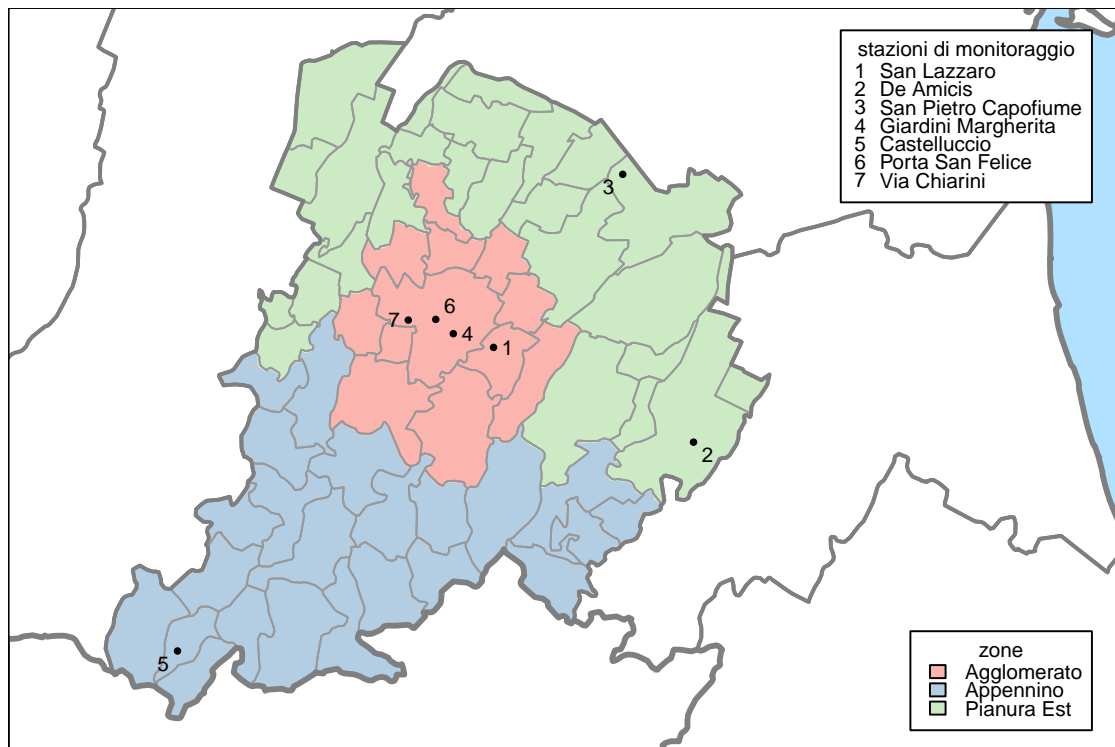 stazioni di monitoraggio
1 San Lazzaro
2 De Amicis
3 San Pietro Capofiume
4 Giardini Margherita
5 Castelluccio
6 Porta San Felice
7 Via Chiarini
3
6
7
4
1
2
5
zone
Agglomerato
Appennino
Pianura Est